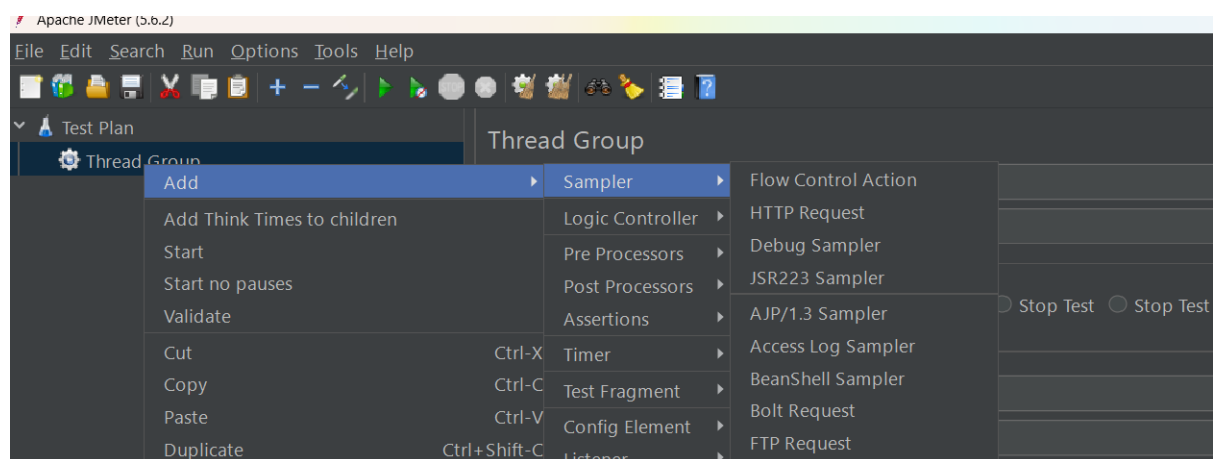 Apache JMeter (5.6.2)
File Edit Search Run Options Tools Help
STOP
Test Plan
Thread Group
Thread Group
Add
Add Think Times to children
Start
Start no pauses
Validate
Cut Ctrl-X
Copy Ctrl-C
Paste Ctrl-V
Duplicate Ctrl+Shift-C
Sampler
Logic Controller
Pre Processors
Post Processors
Assertions
Timer
Test Fragment
Config Element
Listener
Flow Control Action
HTTP Request
Debug Sampler
JSR223 Sampler
AJP/1.3 Sampler
Access Log Sampler
BeanShell Sampler
Bolt Request
FTP Request
Stop Test Stop Test